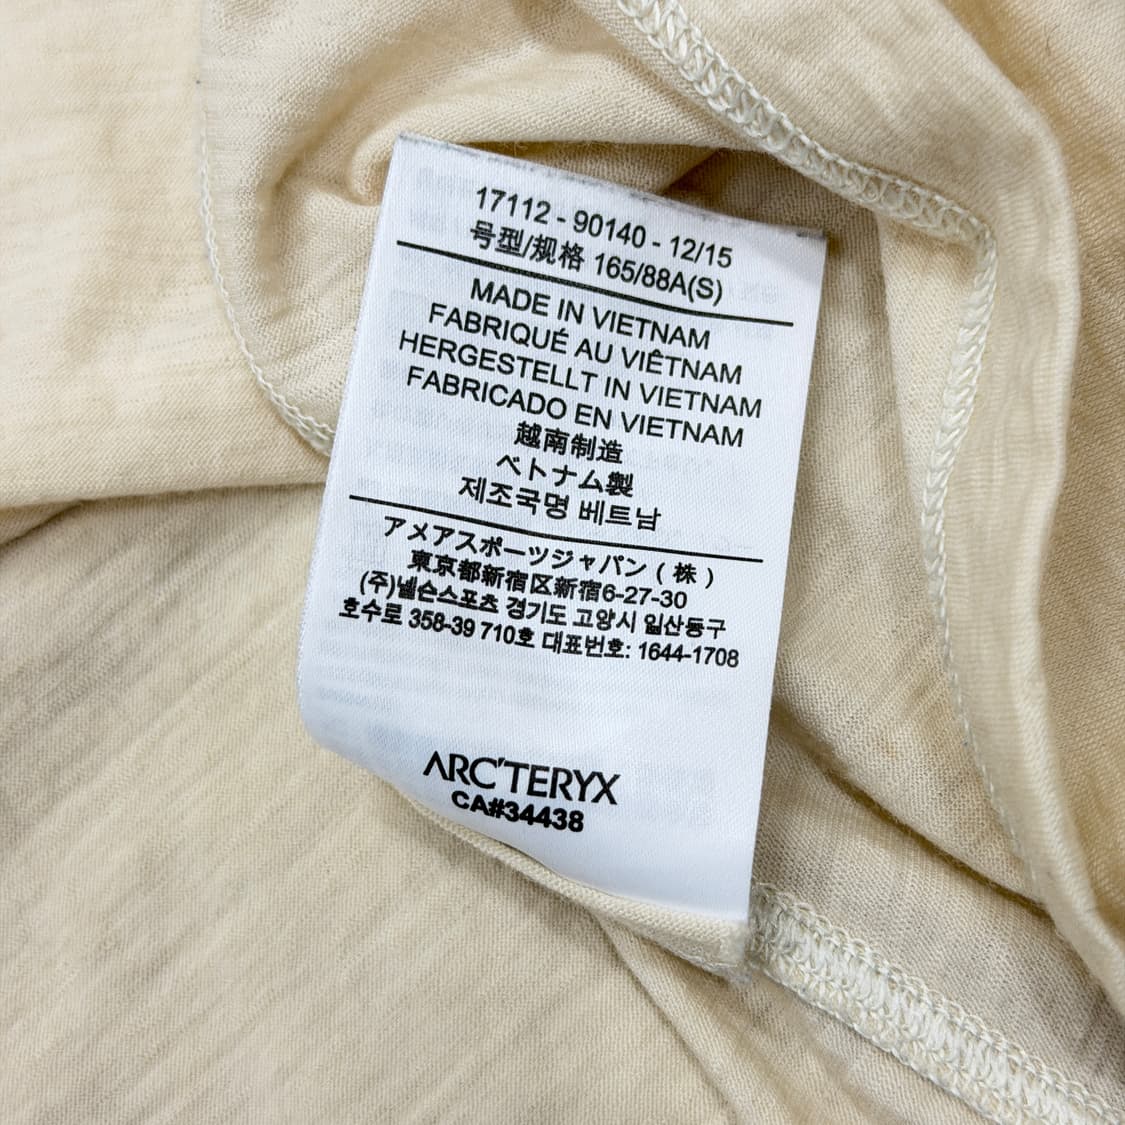 17112 - 90140 - 12/15
号型/规格 165/88A(S)
MADE IN VIETNAM
FABRIQUÉ AU VIÊTNAM
HERGESTELLT IN VIETNAM
FABRICADO EN VIETNAM
越南制造
ベトナム製
제조국명 베트남
アメアスポーツジャパン ( 株 )
東京都新宿区新宿6-27-30
(주)넬슨스포츠 경기도 고양시 일산동구
호수로 358-39 710호 대표번호: 1644-1708
ARC'TERYX
CA#34438